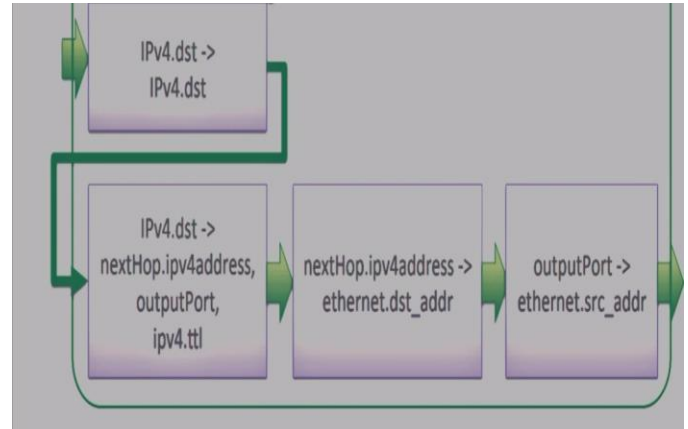 IPv4.dst ->
IPv4.dst
IPv4.dst ->
nextHop.ipv4address,
outputPort,
ipv4.ttl
nextHop.ipv4address ->
ethernet.dst_addr
outputPort ->
ethernet.src_addr